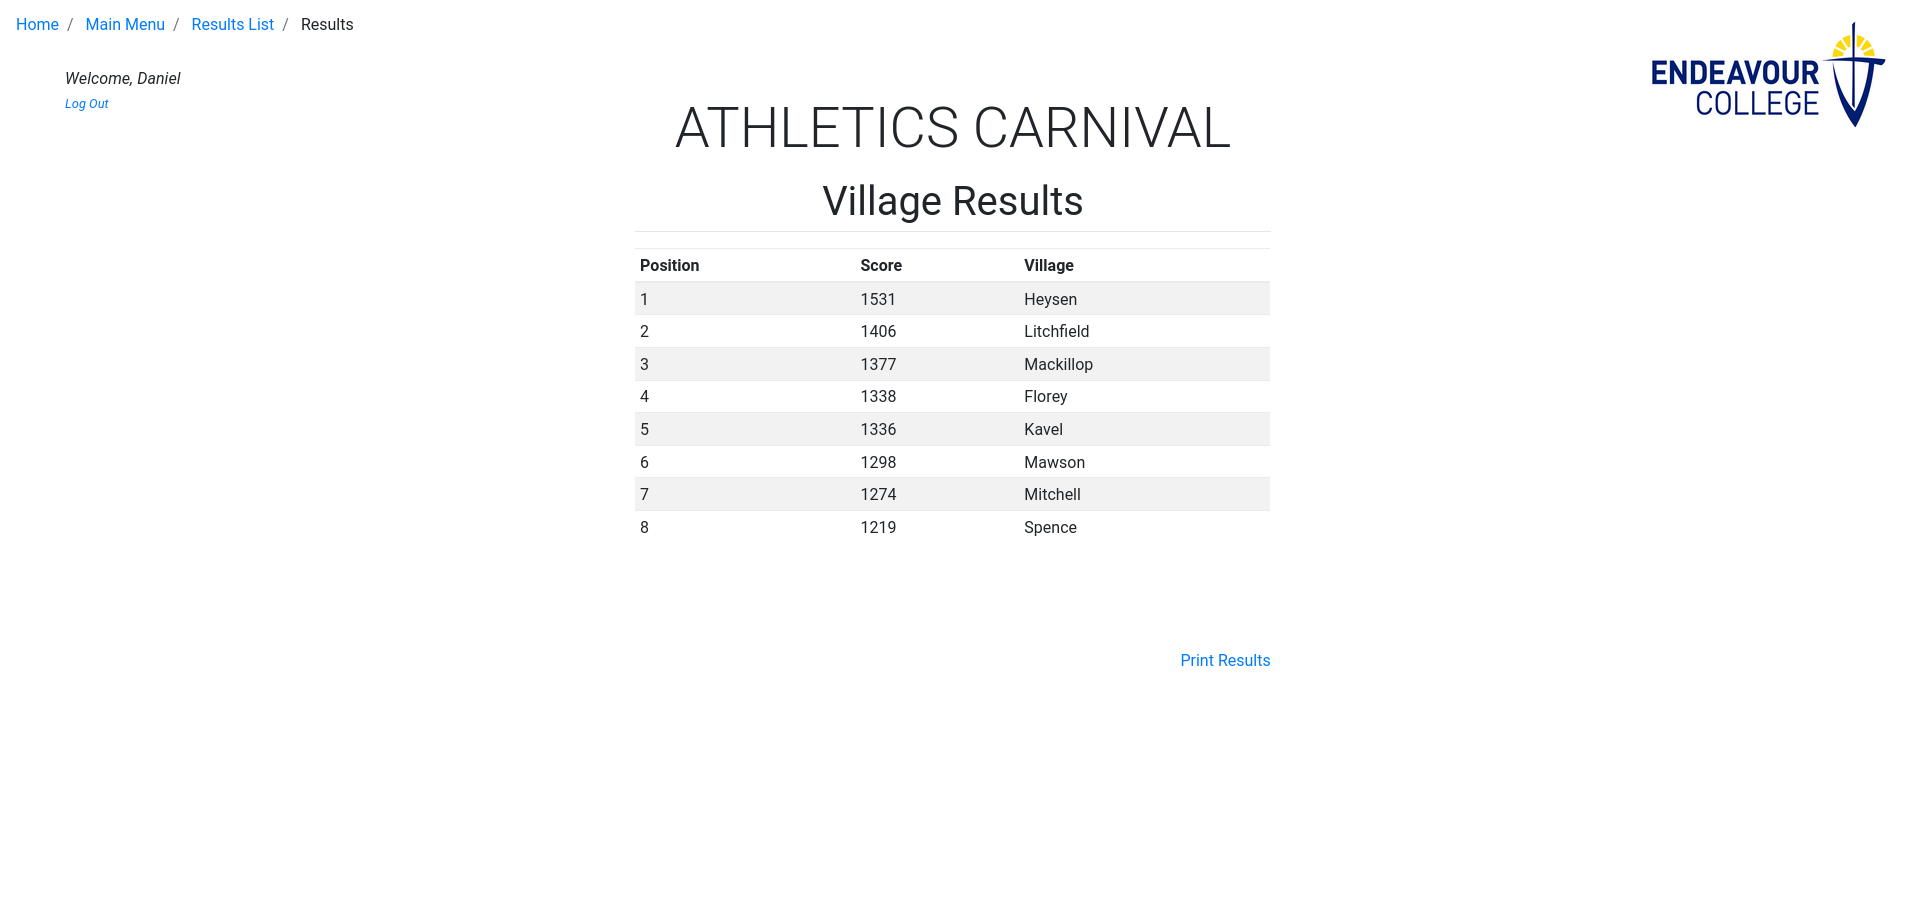 Home / Main Menu / Results List / Results
Welcome, Daniel
Log Out
ENDEAVOUR
COLLEGE
ATHLETICS CARNIVAL
Village Results
Position Score Village
1 1531 Heysen
2 1406 Litchfield
3 1377 Mackillop
4 1338 Florey
5 1336 Kavel
6 1298 Mawson
7 1274 Mitchell
8 1219 Spence
Print Results